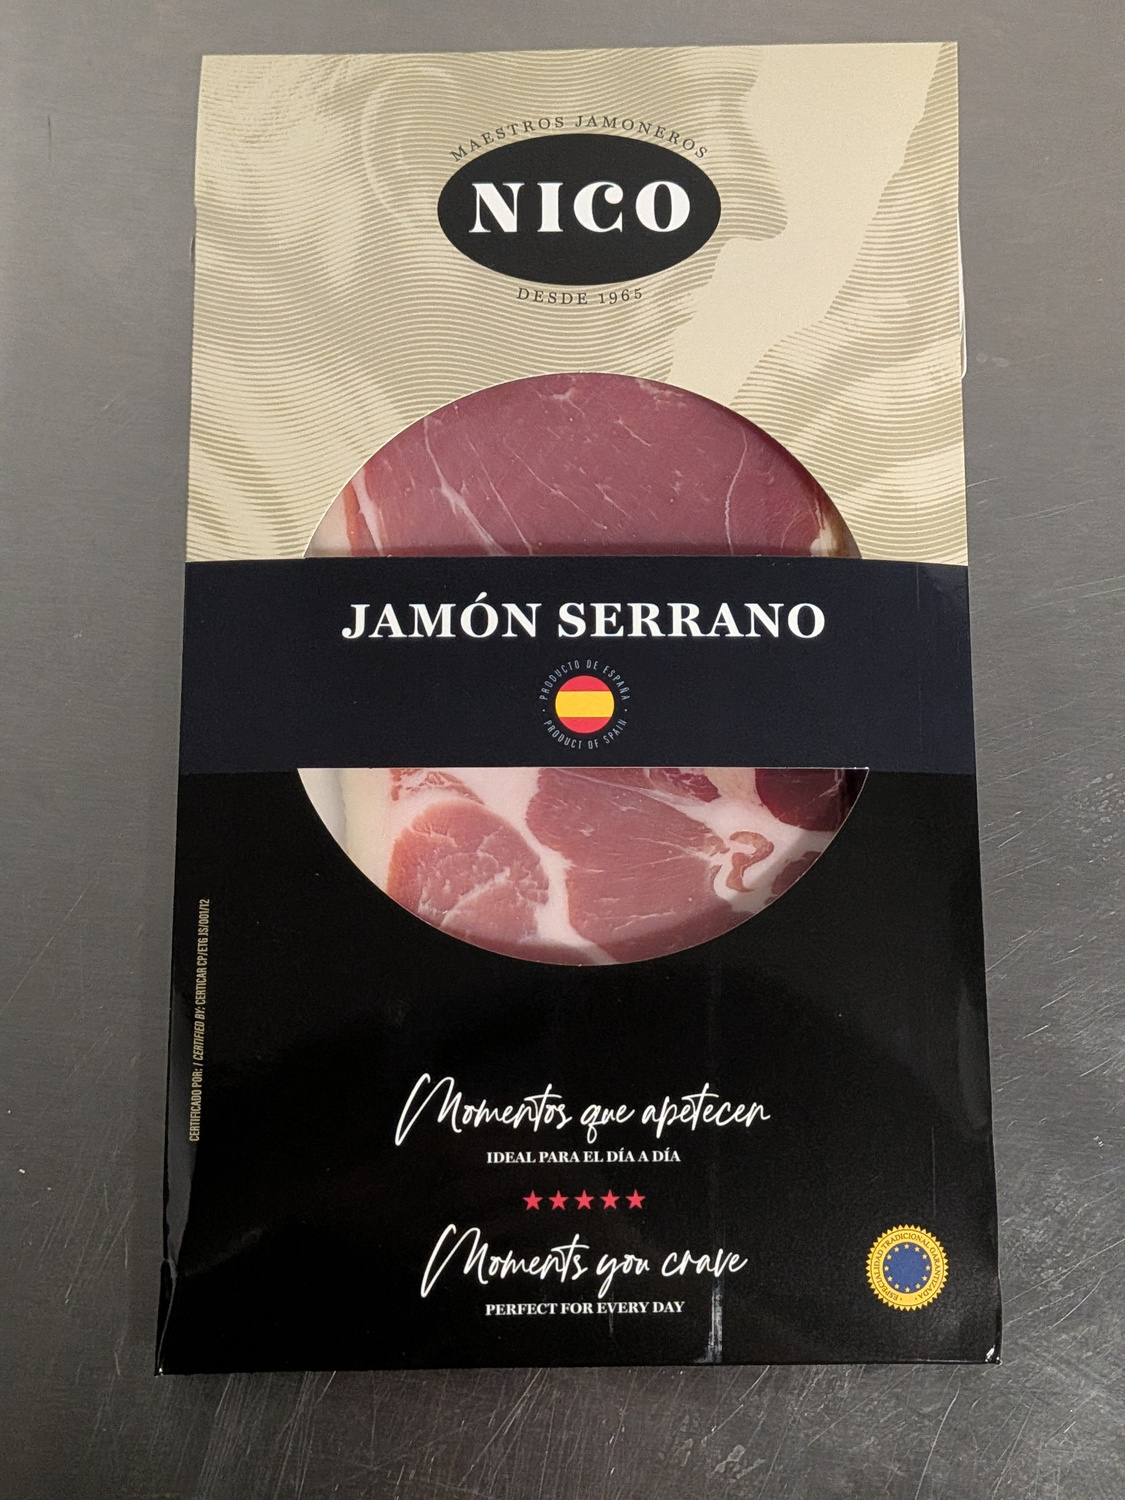 MAESTROS JAMONEROS
NICO
DESDE 1965
JAMÓN SERRANO
PRODUCTO DE ESPAÑA
PRODUCT OF SPAIN
CERTIFICADO POR: / CERTIFIED BY: CERTICAR CP/ETG JS/001/12
Momentos que apetecen
IDEAL PARA EL DÍA A DÍA
Moments you crave
PERFECT FOR EVERY DAY
ESPECIALIDAD TRADICIONAL GARANTIZADA